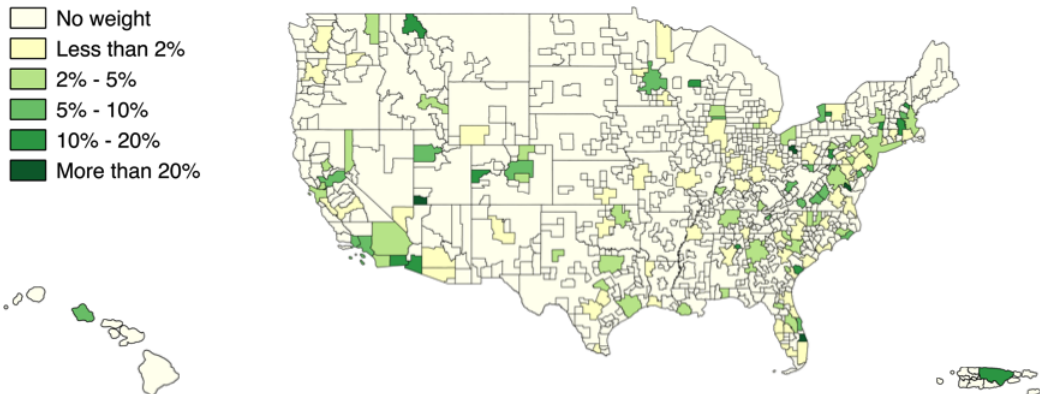 No weight
Less than 2%
2% - 5%
5% - 10%
10% - 20%
More than 20%